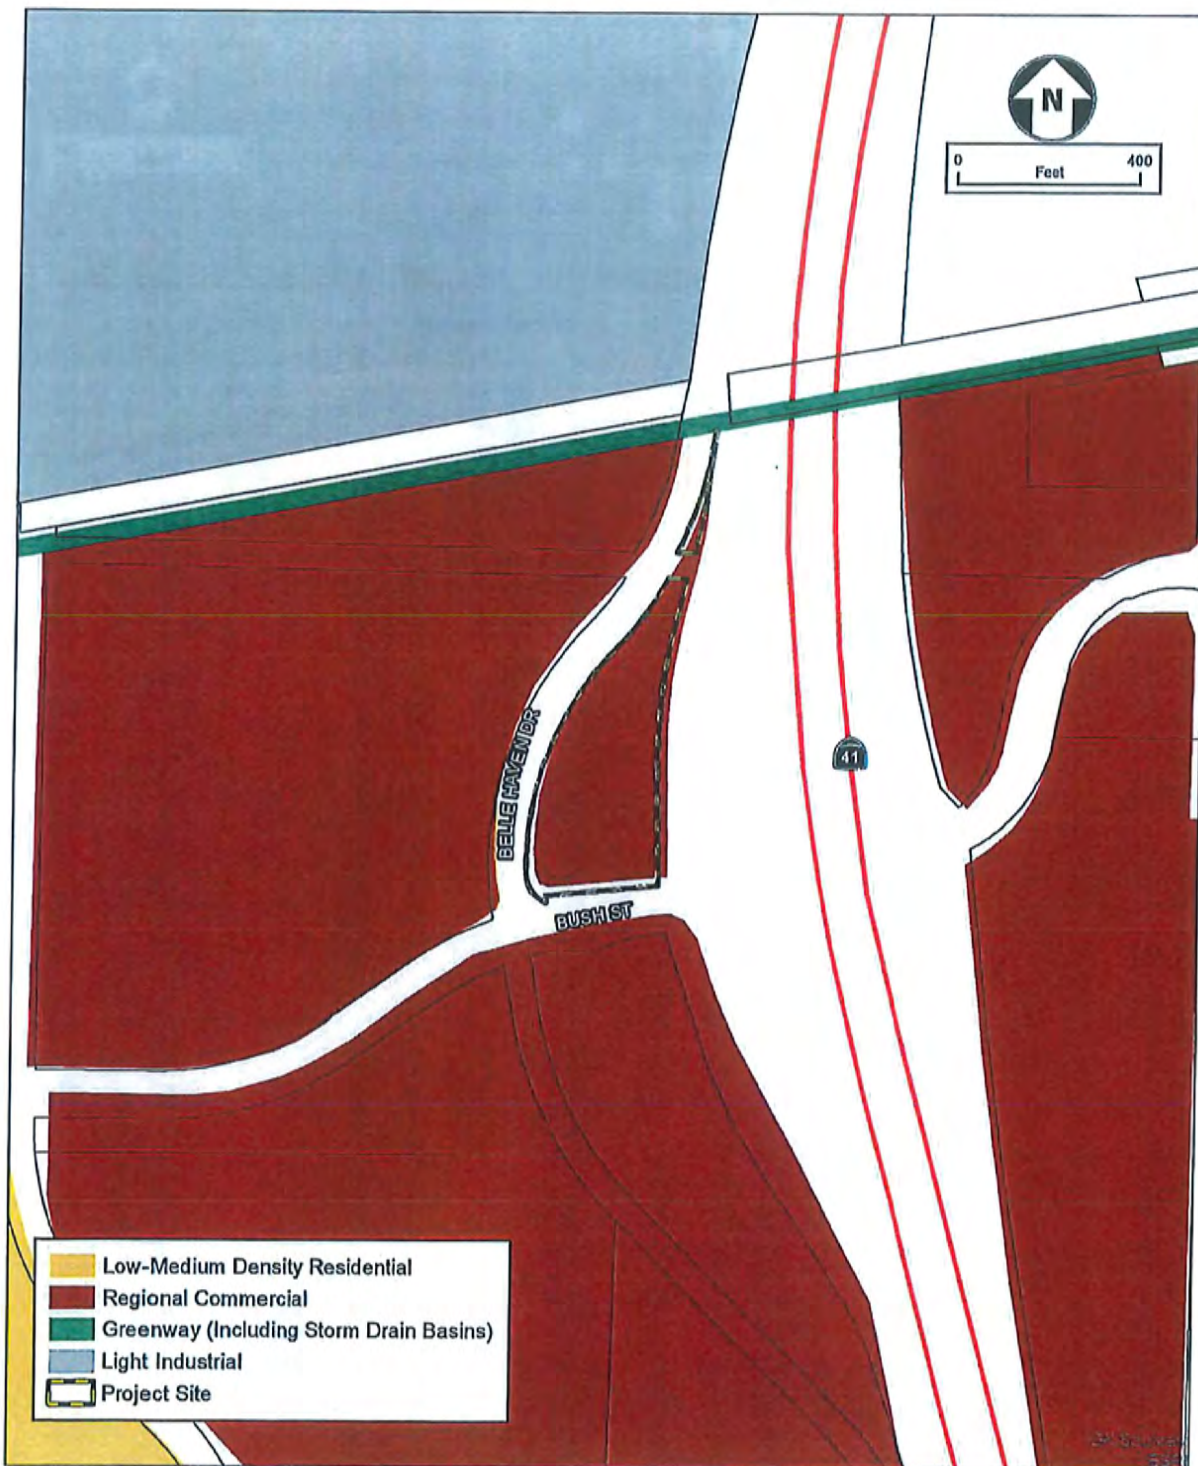 N
0 400
Feet
41
BELLE HAVEN DR
BUSH ST
Low-Medium Density Residential
Regional Commercial
Greenway (Including Storm Drain Basins)
Light Industrial
Project Site